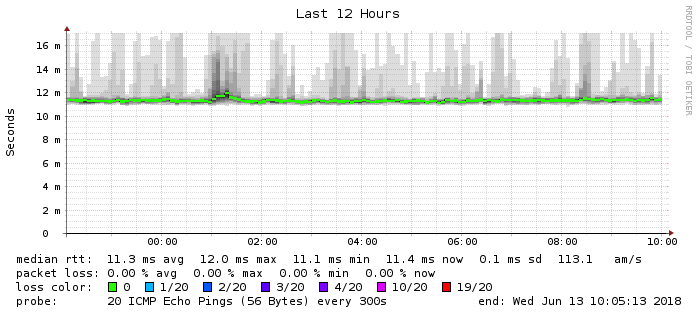 Last 12 Hours
RRDTOOL / TOBI OETIKER
Seconds
16 m
14 m
12 m
10 m
8 m
6 m
4 m
2 m
0
00:00 02:00 04:00 06:00 08:00 10:00
median rtt: 11.3 ms avg 12.0 ms max 11.1 ms min 11.4 ms now 0.1 ms sd 113.1 am/s
packet loss: 0.00 % avg 0.00 % max 0.00 % min 0.00 % now
loss color: 0 1/20 2/20 3/20 4/20 10/20 19/20
probe: 20 ICMP Echo Pings (56 Bytes) every 300s end: Wed Jun 13 10:05:13 2018